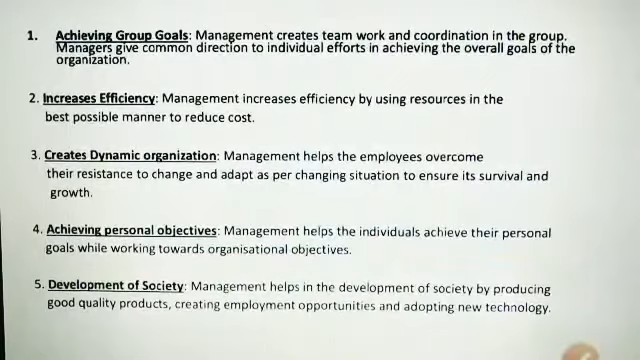 1. Achieving Group Goals: Management creates team work and coordination in the group.
Managers give common direction to individual efforts in achieving the overall goals of the
organization.
2. Increases Efficiency: Management increases efficiency by using resources in the
best possible manner to reduce cost.
3. Creates Dynamic organization: Management helps the employees overcome
their resistance to change and adapt as per changing situation to ensure its survival and
growth.
4. Achieving personal objectives: Management helps the individuals achieve their personal
goals while working towards organisational objectives.
5. Development of Society: Management helps in the development of society by producing
good quality products, creating employment opportunities and adopting new technology.